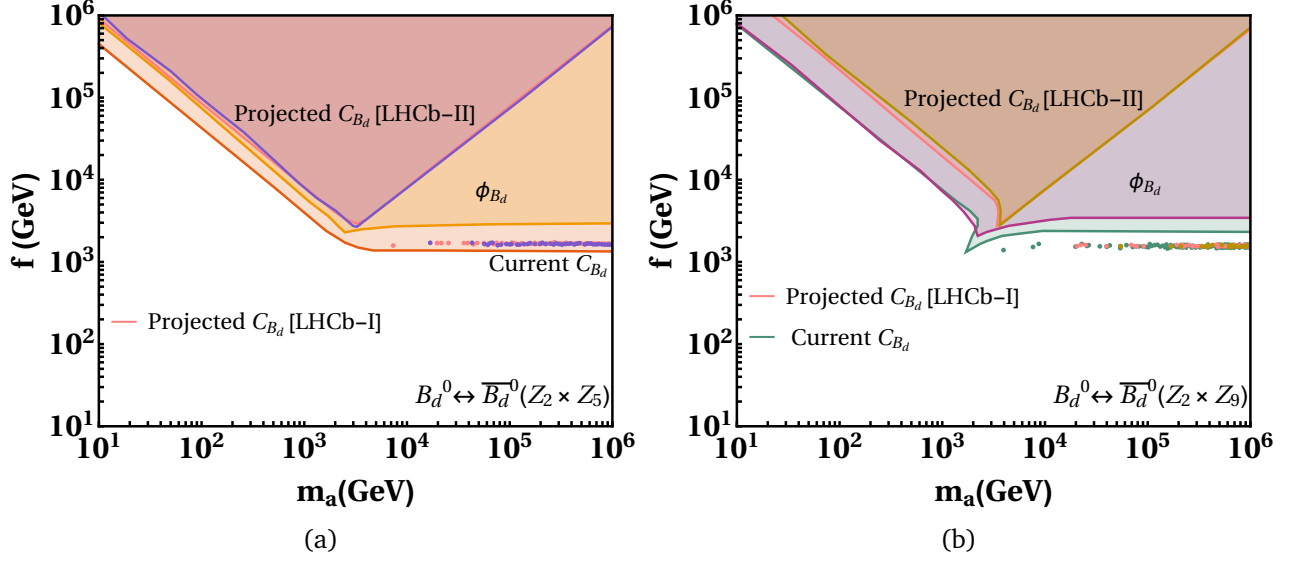 10^6
10^5
10^4
10^3
10^2
10^1
f (GeV)
Projected C_{B_d} [LHCb-II]
ϕ_{B_d}
Current C_{B_d}
Projected C_{B_d} [LHCb-I]
B_d^0 ↔ \overline{B_d}^0 (Z_2 × Z_5)
10^1 10^2 10^3 10^4 10^5 10^6
m_a(GeV)
(a)
10^6
10^5
10^4
10^3
10^2
10^1
f (GeV)
Projected C_{B_d} [LHCb-II]
ϕ_{B_d}
Projected C_{B_d} [LHCb-I]
Current C_{B_d}
B_d^0 ↔ \overline{B_d}^0 (Z_2 × Z_9)
10^1 10^2 10^3 10^4 10^5 10^6
m_a(GeV)
(b)